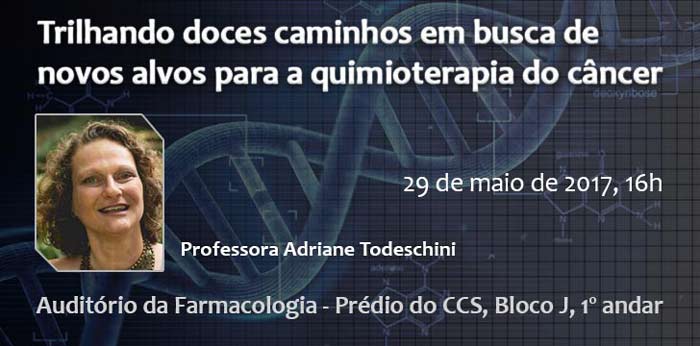 Trilhando doces caminhos em busca de
novos alvos para a quimioterapia do câncer
deoxyribose
29 de maio de 2017, 16h
Professora Adriane Todeschini
Auditório da Farmacologia - Prédio do CCS, Bloco J, 1º andar